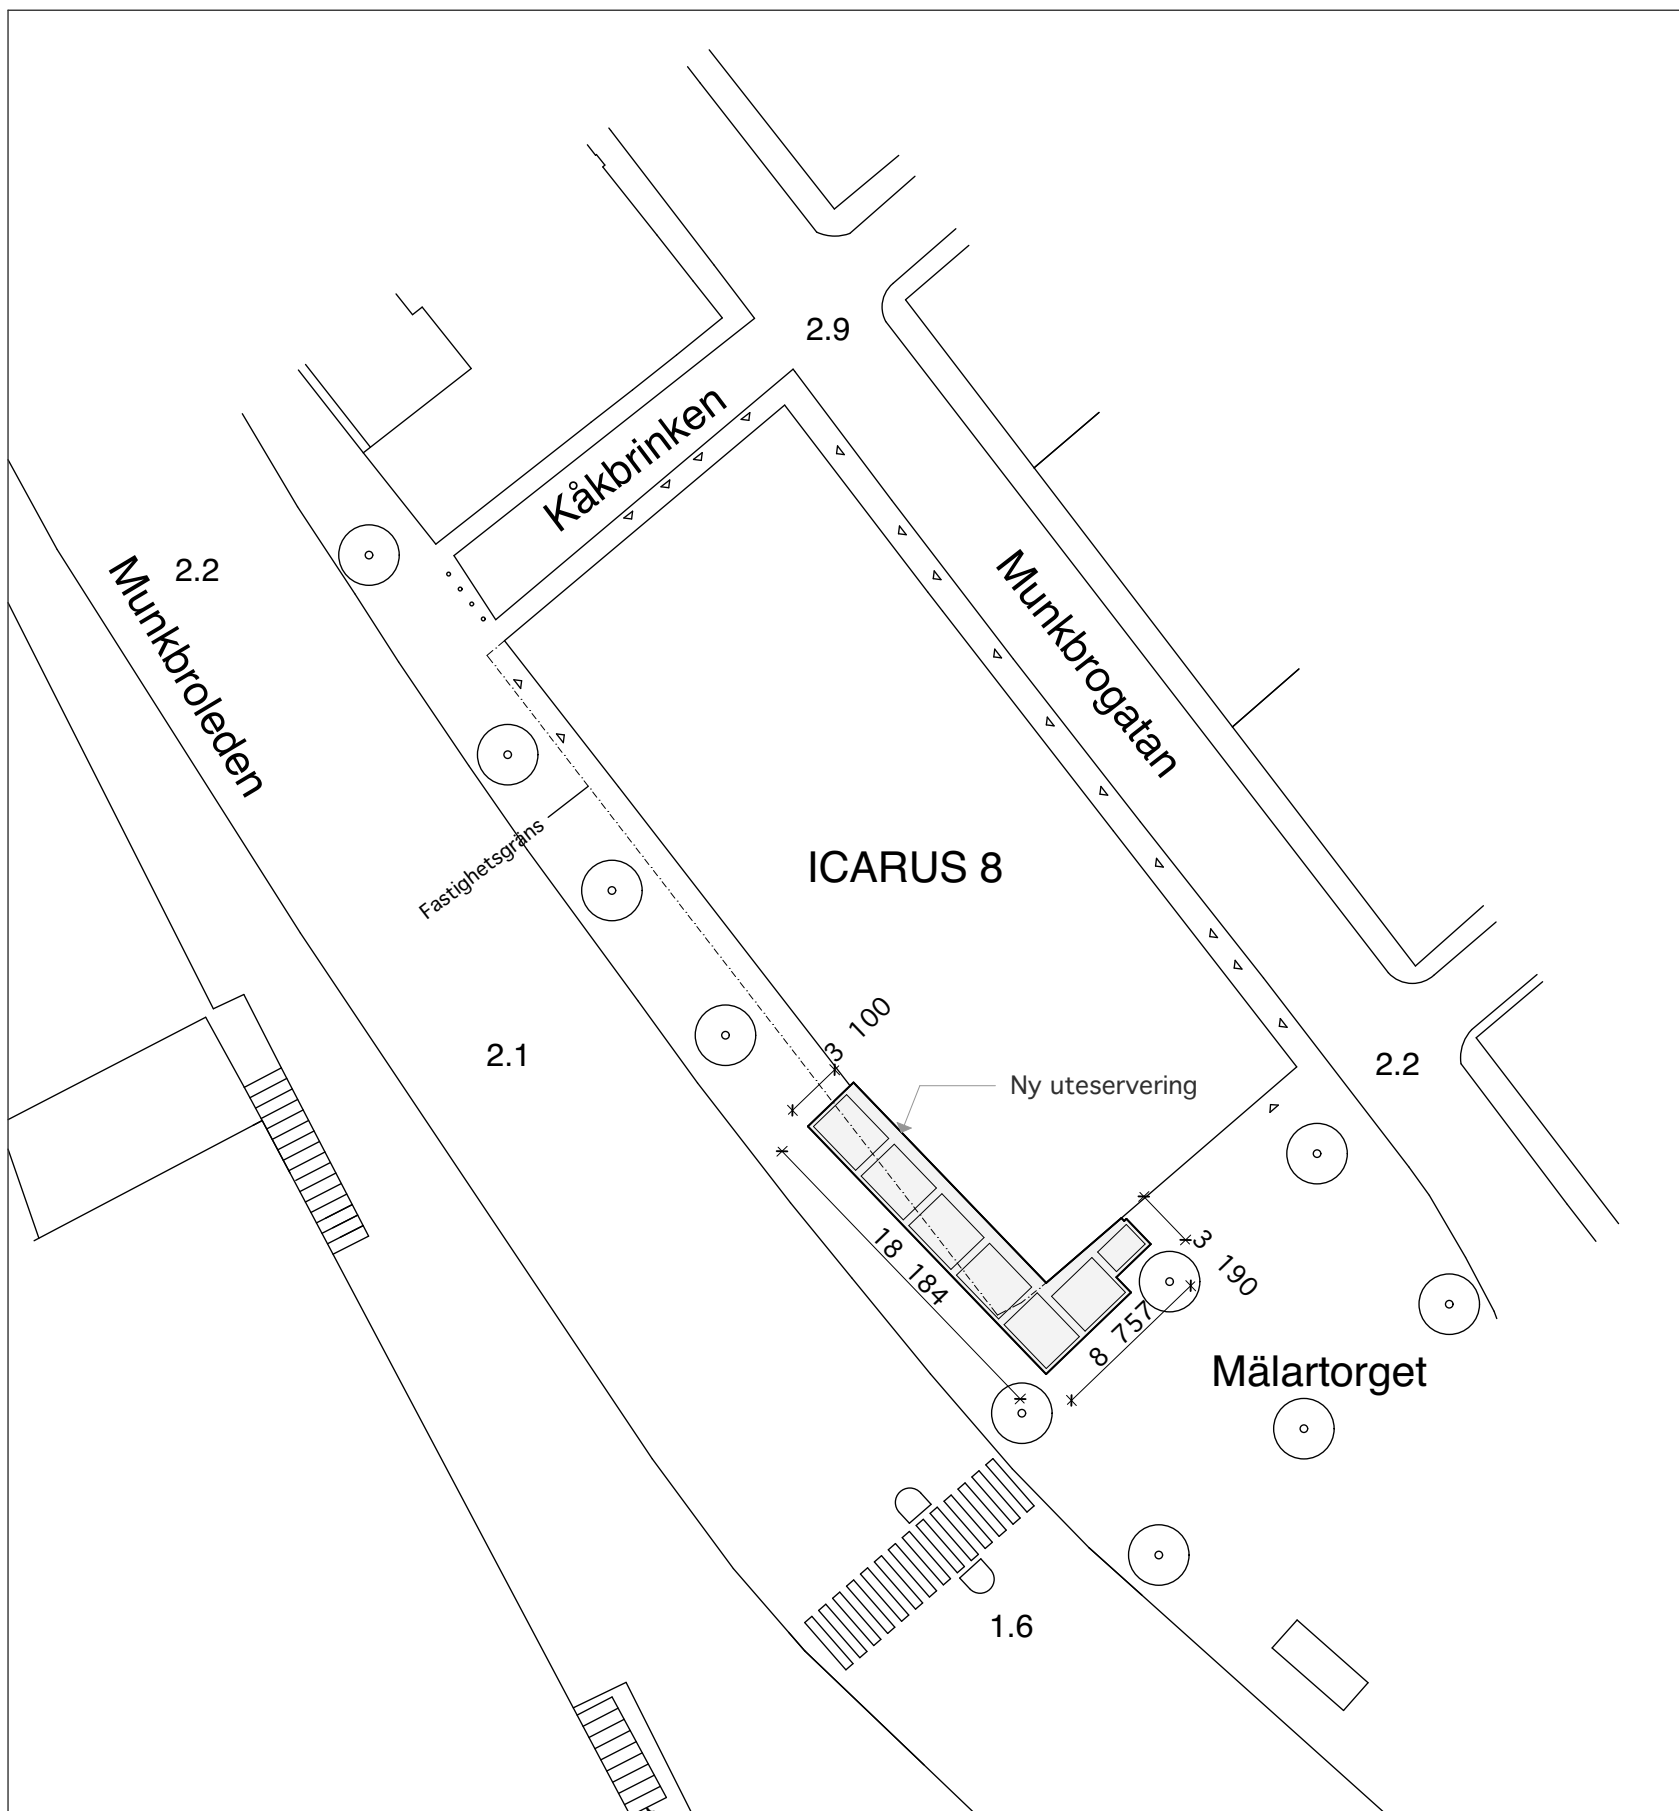 2.9
Kåkbrinken
2.2
Munkbroleden
Munkbrogatan
Fastighetsgräns
ICARUS 8
3 100
2.1
Ny uteservering
2.2
18 184
3 190
8 757
Mälartorget
1.6